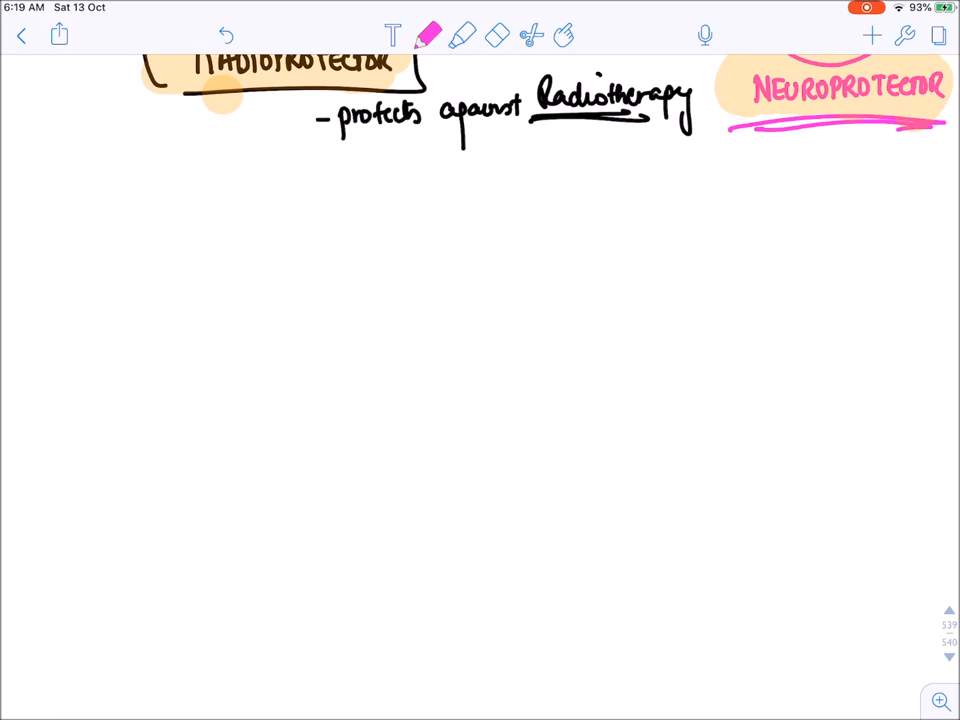 6:19 AM Sat 13 Oct 93%
T
RADIOPROTECTOR
- protects against Radiotherapy
NEUROPROTECTOR
539
540